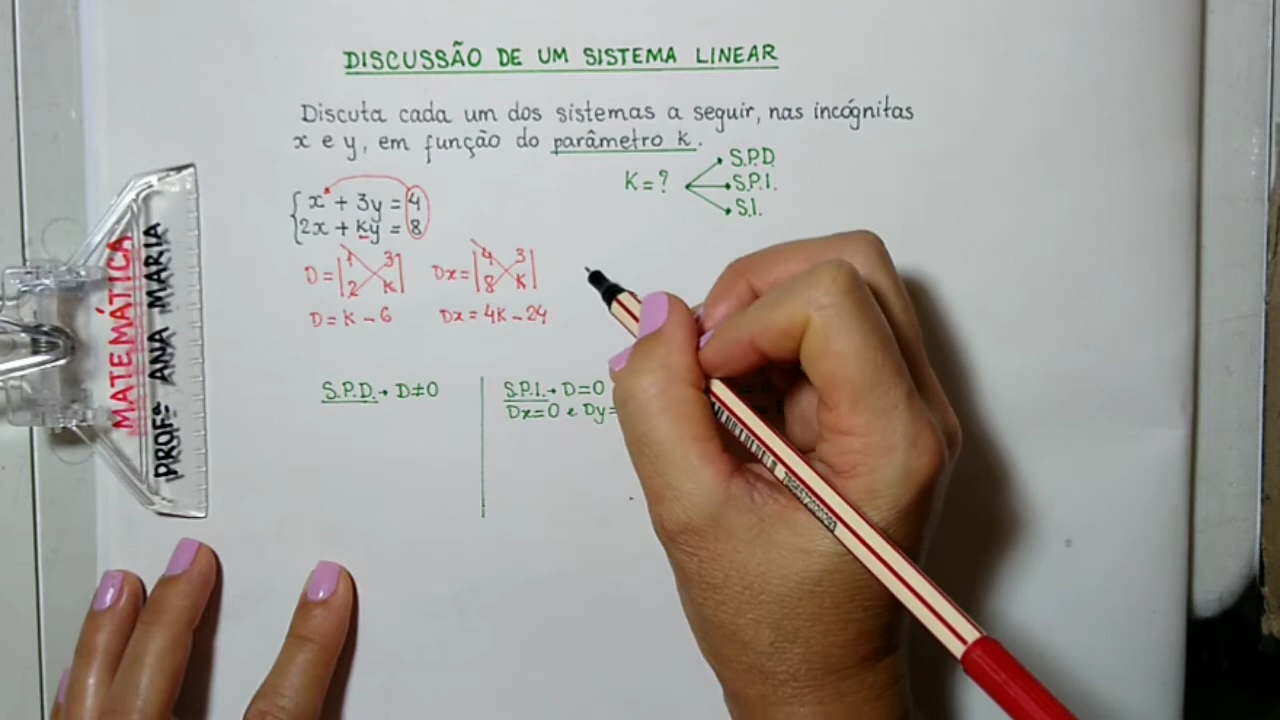 DISCUSSÃO DE UM SISTEMA LINEAR
Discuta cada um dos sistemas a seguir, nas incógnitas
x e y, em função do parâmetro k.
K = ?
S.P.D.
S.P.I.
S.I.
x + 3y = 4
2x + ky = 8
D = | 1 3 |
| 2 K |
Dx = | 4 3 |
| 8 K |
D = K - 6
Dx = 4K - 24
S.P.D. → D≠0
S.P.I. → D=0
Dx=0 e Dy=
MATEMÁTICA
PROFª ANA MARIA